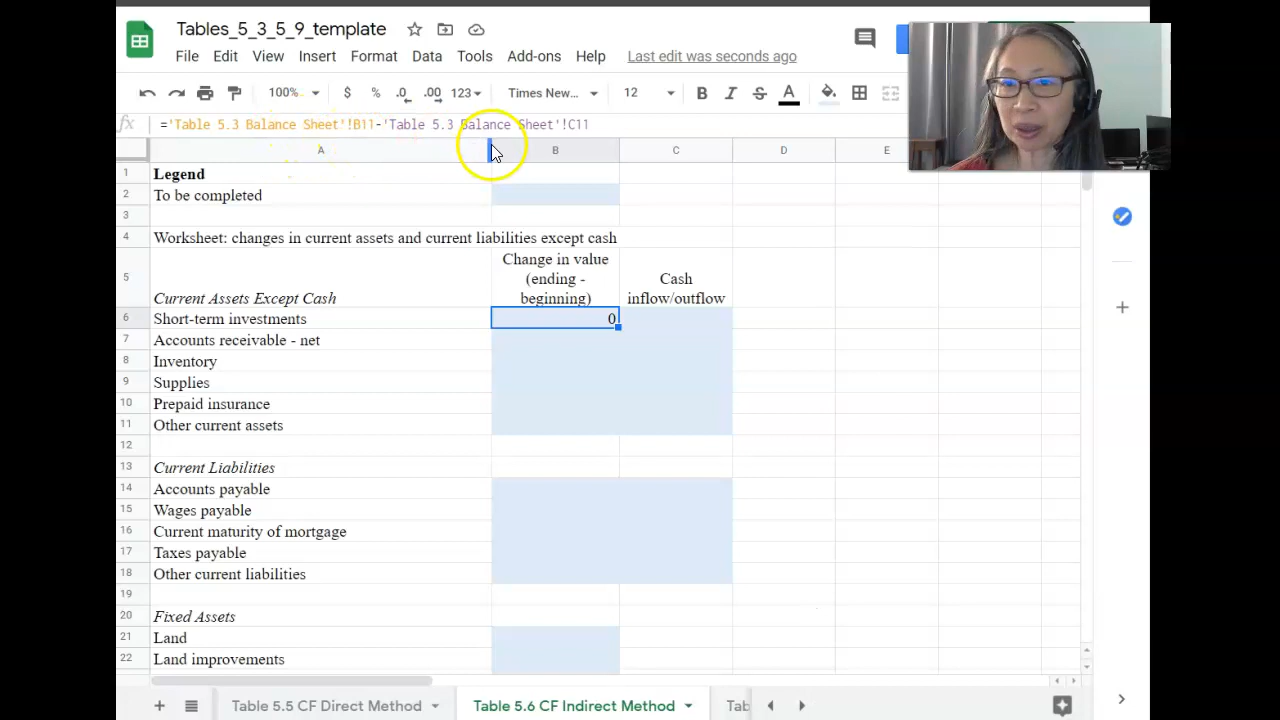 Tables_5_3_5_9_template
File Edit View Insert Format Data Tools Add-ons Help Last edit was seconds ago
100% $ % .0 .00 123 Times New... 12 B I S A
fx ='Table 5.3 Balance Sheet'!B11-'Table 5.3 Balance Sheet'!C11
A B C D E
1 Legend
2 To be completed
3
4 Worksheet: changes in current assets and current liabilities except cash
Change in value
(ending - Cash
5 Current Assets Except Cash beginning) inflow/outflow
6 Short-term investments 0
7 Accounts receivable - net
8 Inventory
9 Supplies
10 Prepaid insurance
11 Other current assets
12
13 Current Liabilities
14 Accounts payable
15 Wages payable
16 Current maturity of mortgage
17 Taxes payable
18 Other current liabilities
19
20 Fixed Assets
21 Land
22 Land improvements
Table 5.5 CF Direct Method Table 5.6 CF Indirect Method Tab